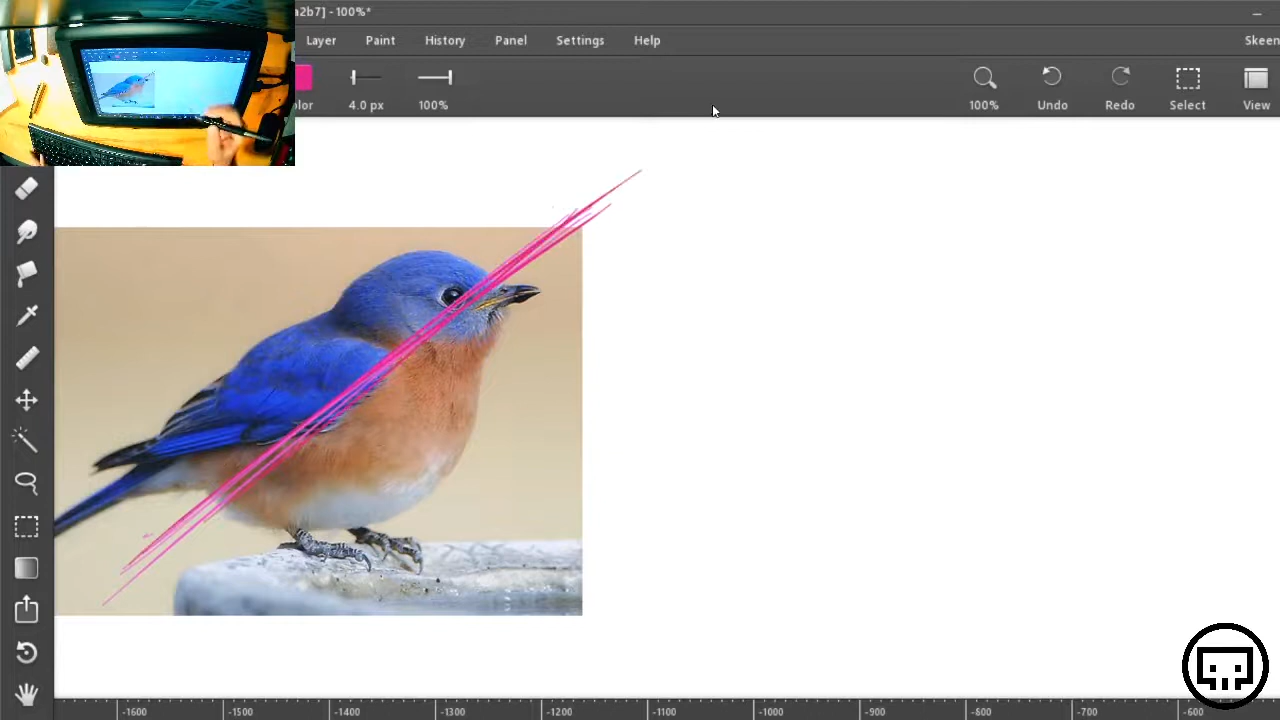 a2b7] - 100%*
Layer Paint History Panel Settings Help Skeen
olor 4.0 px 100% 100% Undo Redo Select View
-1600 -1500 -1400 -1300 -1200 -1100 -1000 -900 -800 -700 -600